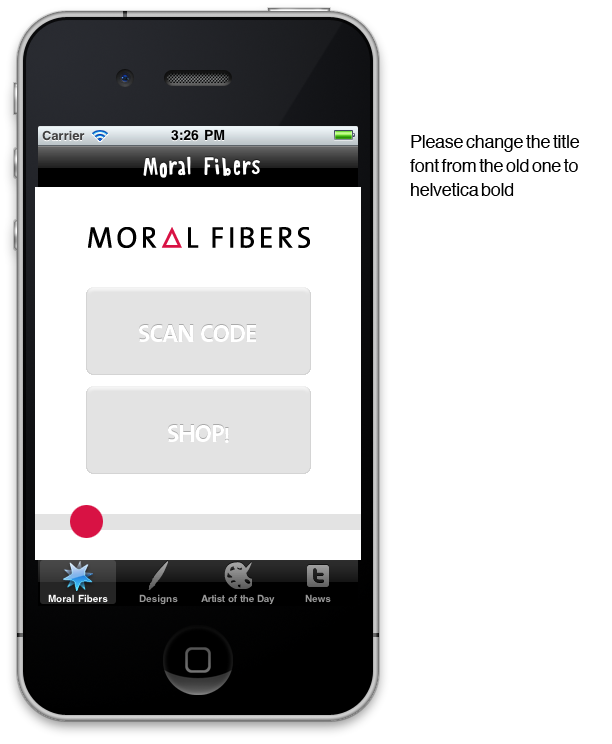 Carrier 3:26 PM
Moral Fibers
MORAL FIBERS
SCAN CODE
SHOP!
Moral Fibers Designs Artist of the Day News
Please change the title
font from the old one to
helvetica bold